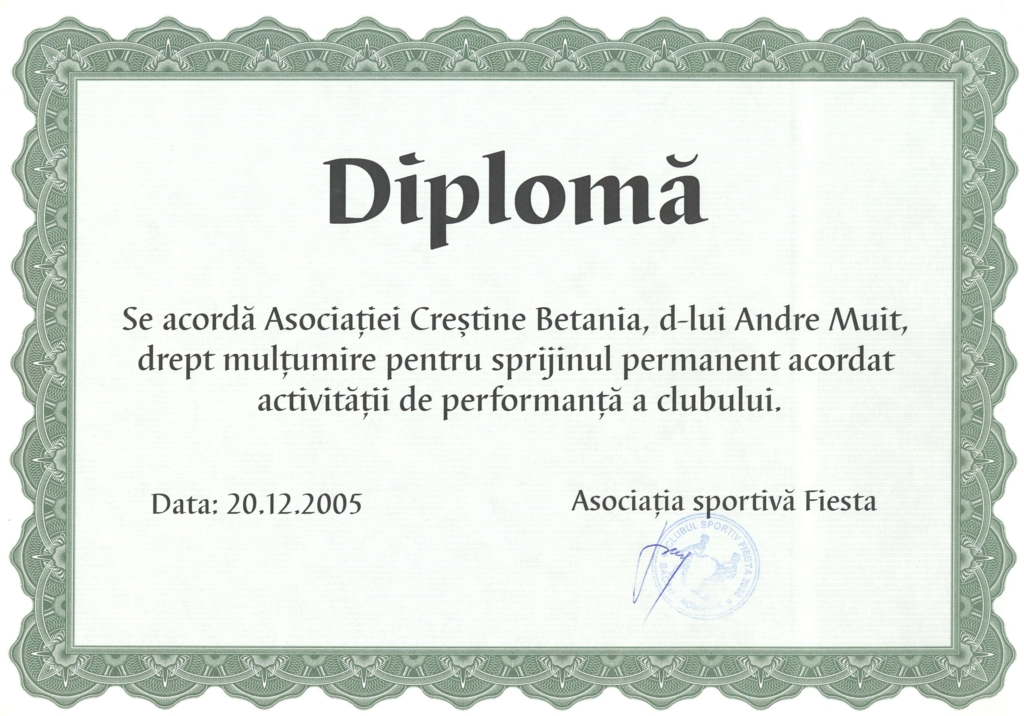 Diplomă
Se acordă Asociației Creștine Betania, d-lui Andre Muit,
drept mulțumire pentru sprijinul permanent acordat
activității de performanță a clubului.
Data: 20.12.2005
Asociația sportivă Fiesta
CLUBUL SPORTIV FIESTA